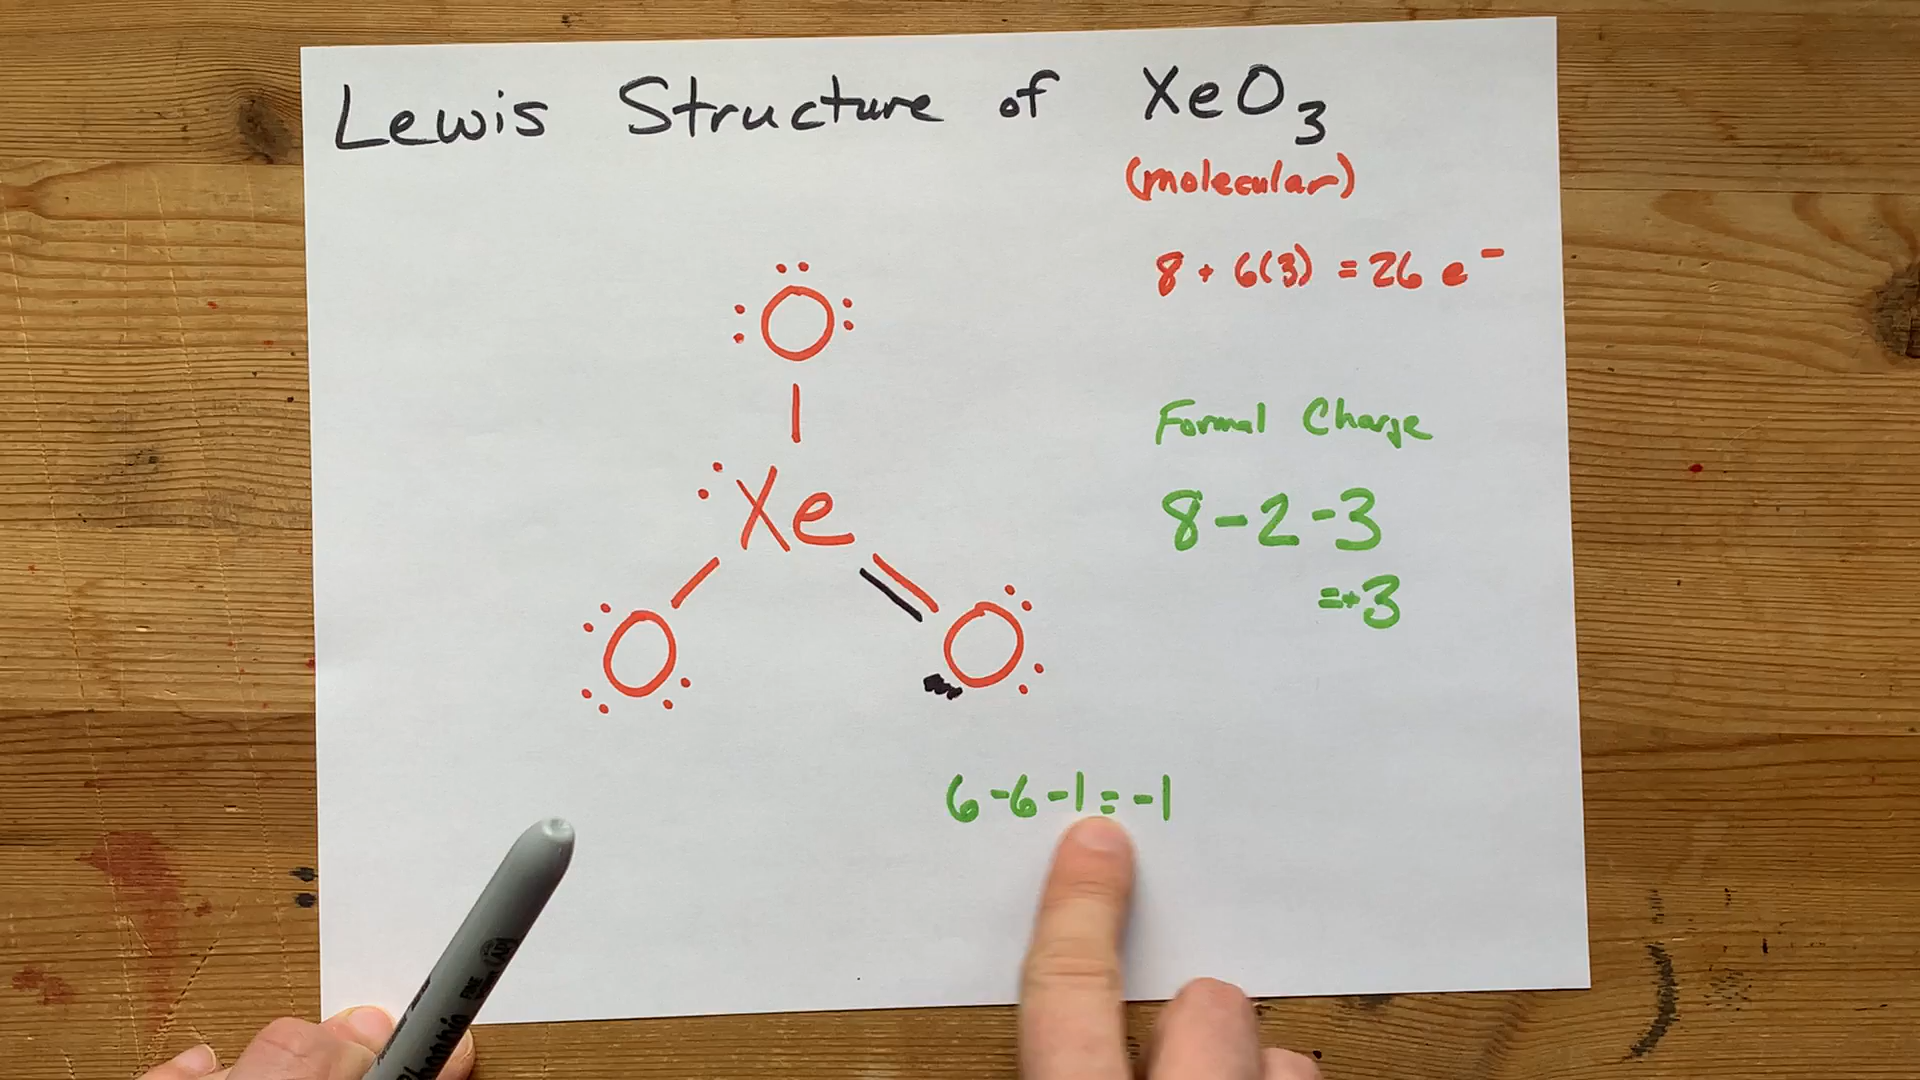 Lewis Structure of XeO₃
(molecular)
8 + 6(3) = 26 e⁻
O
Formal Charge
Xe
8 - 2 - 3
= +3
O
O
6 - 6 - 1 = -1
FINE